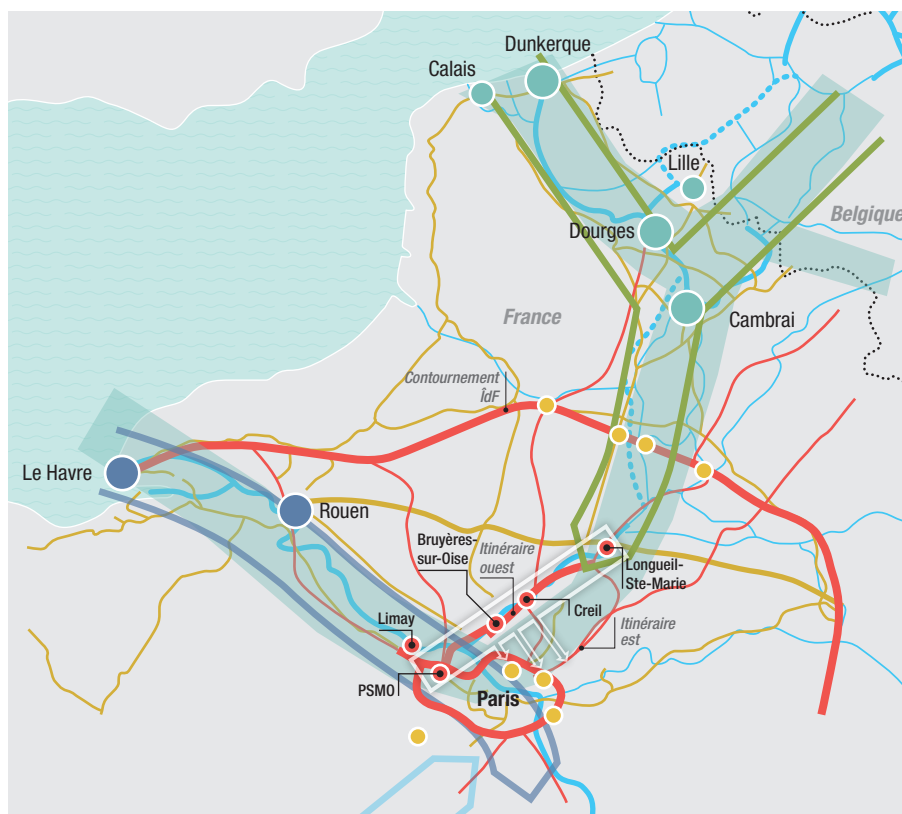 Dunkerque
Calais
Lille
Belgique
Dourges
France
Cambrai
Contournement
ÎdF
Le Havre
Rouen
Bruyères-
sur-Oise
Itinéraire
ouest
Longueil-
Ste-Marie
Limay
Creil
Itinéraire
est
PSMO
Paris